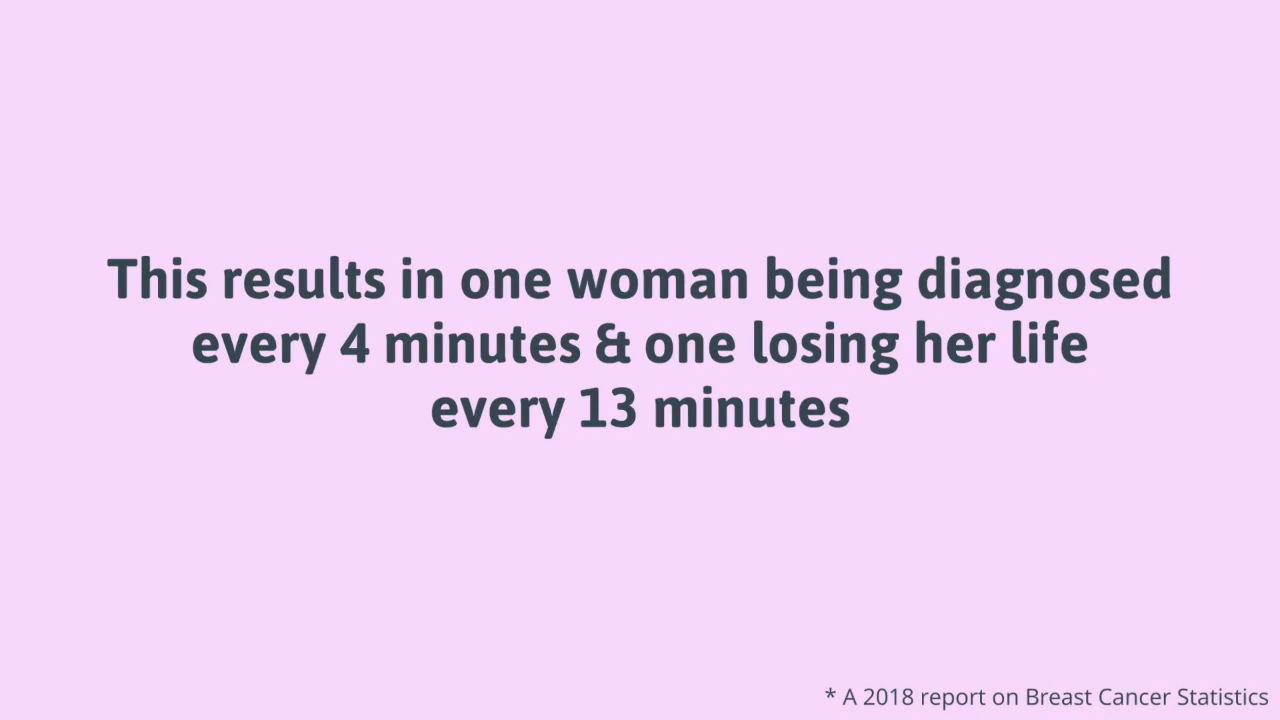 This results in one woman being diagnosed
every 4 minutes & one losing her life
every 13 minutes
* A 2018 report on Breast Cancer Statistics